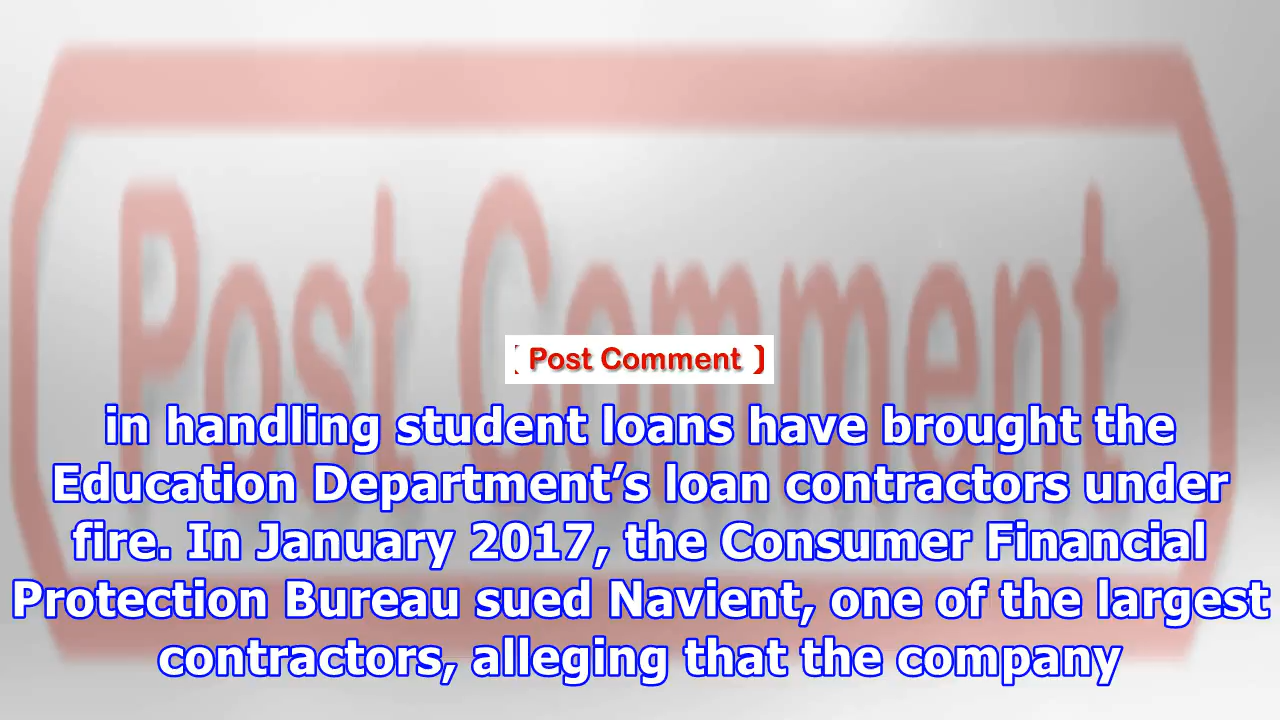 Post Comment
[ Post Comment ]
in handling student loans have brought the
Education Department’s loan contractors under
fire. In January 2017, the Consumer Financial
Protection Bureau sued Navient, one of the largest
contractors, alleging that the company